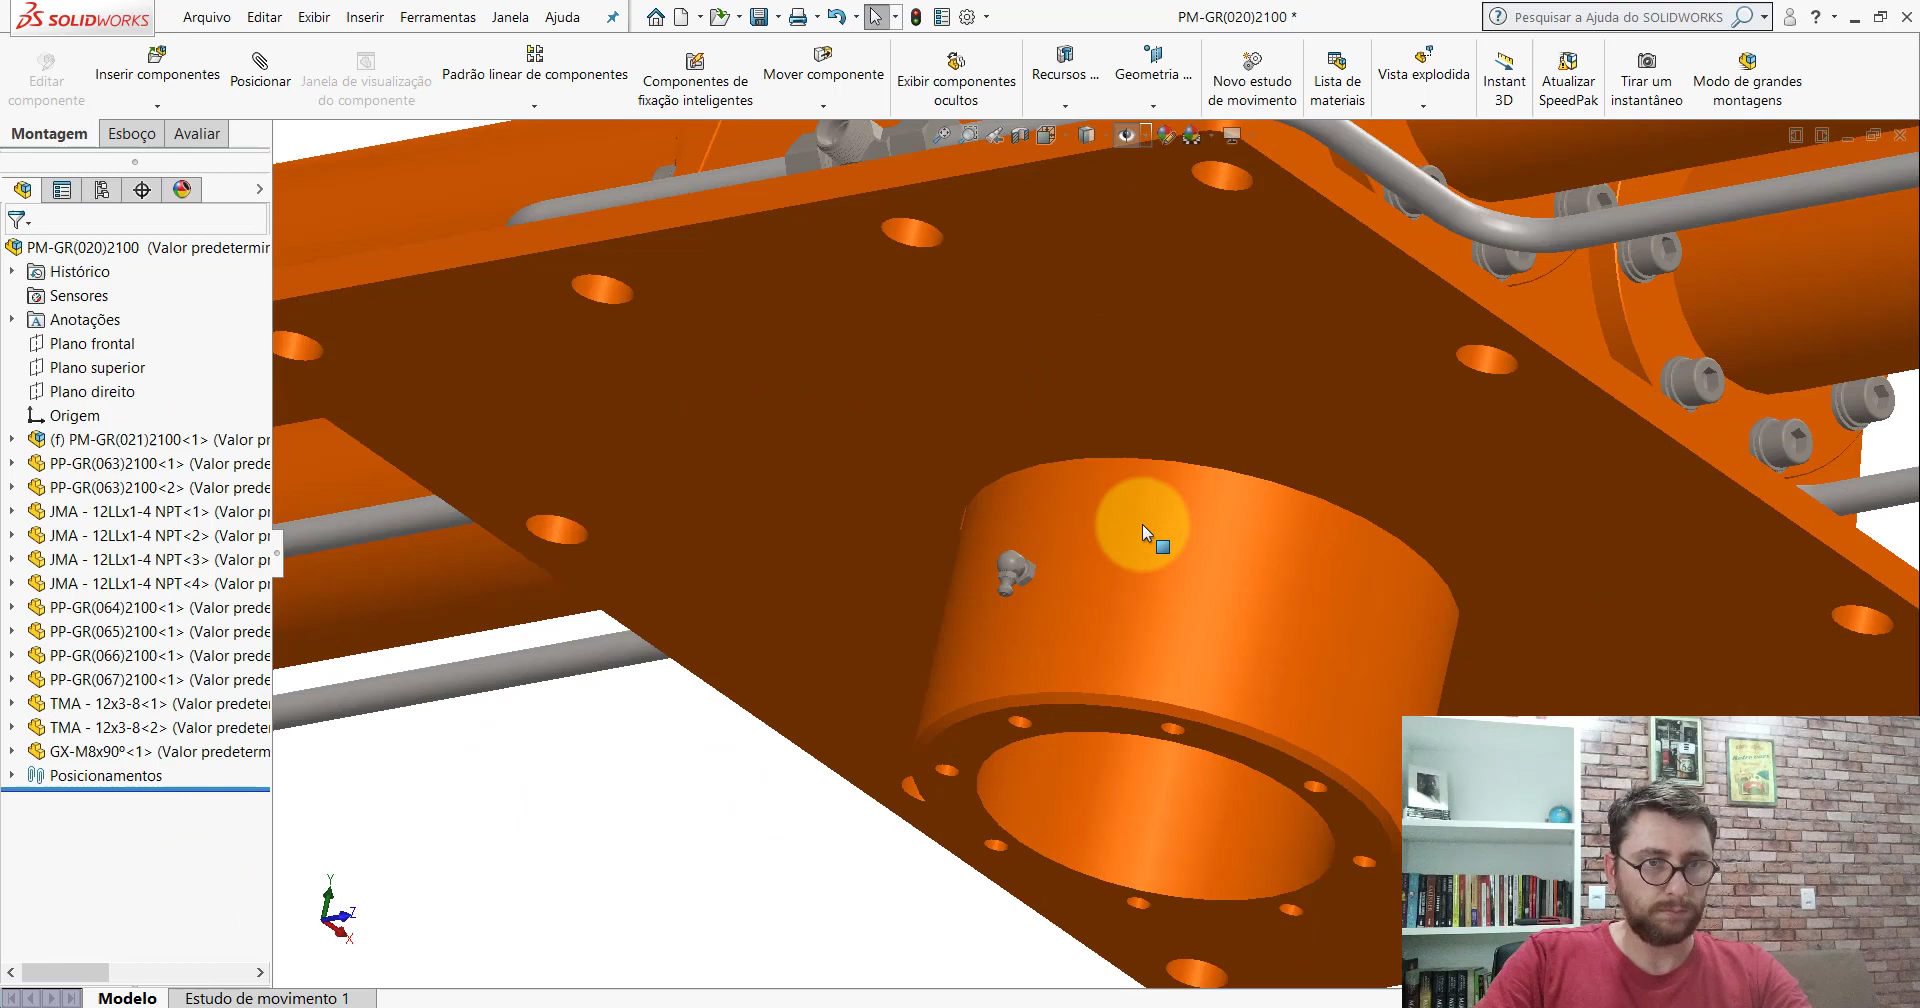 SOLIDWORKS
Arquivo
Editar
Exibir
Inserir
Ferramentas
Janela
Ajuda
PM-GR(020)2100 *
Pesquisar a Ajuda do SOLIDWORKS
Editar
componente
Inserir componentes
Posicionar
Janela de visualização
do componente
Padrão linear de componentes
Componentes de
fixação inteligentes
Mover componente
Exibir componentes
ocultos
Recursos ...
Geometria ...
Novo estudo
de movimento
Lista de
materiais
Vista explodida
Instant
3D
Atualizar
SpeedPak
Tirar um
instantâneo
Modo de grandes
montagens
Montagem
Esboço
Avaliar
PM-GR(020)2100 (Valor predetermir
Histórico
Sensores
Anotações
Plano frontal
Plano superior
Plano direito
Origem
(f) PM-GR(021)2100<1> (Valor pr
PP-GR(063)2100<1> (Valor prede
PP-GR(063)2100<2> (Valor prede
JMA - 12LLx1-4 NPT<1> (Valor pr
JMA - 12LLx1-4 NPT<2> (Valor pr
JMA - 12LLx1-4 NPT<3> (Valor pr
JMA - 12LLx1-4 NPT<4> (Valor pr
PP-GR(064)2100<1> (Valor prede
PP-GR(065)2100<1> (Valor prede
PP-GR(066)2100<1> (Valor prede
PP-GR(067)2100<1> (Valor prede
TMA - 12x3-8<1> (Valor predeter
TMA - 12x3-8<2> (Valor predeter
GX-M8x90º<1> (Valor predeterm
Posicionamentos
Y
Z
X
Modelo
Estudo de movimento 1